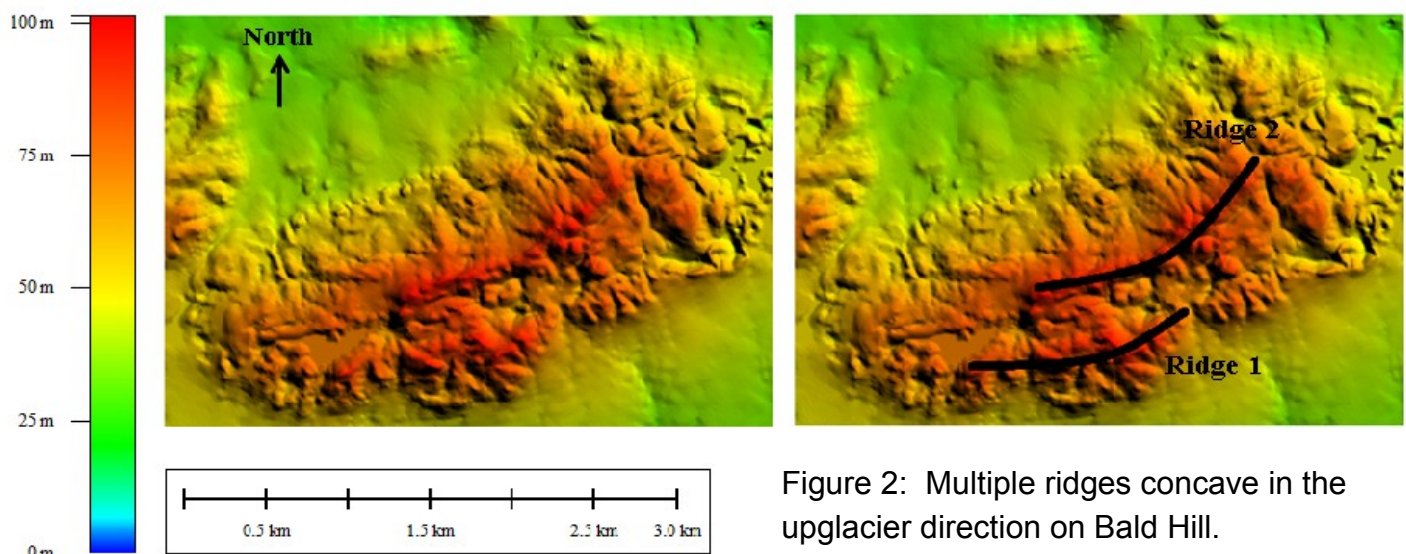 100 m
75 m
50 m
25 m
0 m
North
Ridge 2
Ridge 1
0.5 km
1.5 km
2.5 km
3.0 km
Figure 2: Multiple ridges concave in the
upglacier direction on Bald Hill.